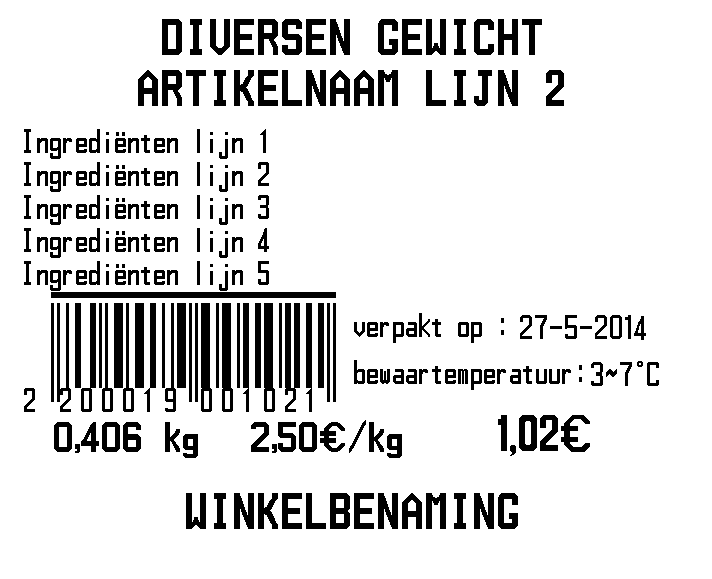 DIVERSEN GEWICHT
ARTIKELNAAM LIJN 2
Ingrediënten lijn 1
Ingrediënten lijn 2
Ingrediënten lijn 3
Ingrediënten lijn 4
Ingrediënten lijn 5
verpakt op : 27-5-2014
bewaartemperatuur:3~7°C
2 200019 001021
0,406 kg 2,50€/kg 1,02€
WINKELBENAMING